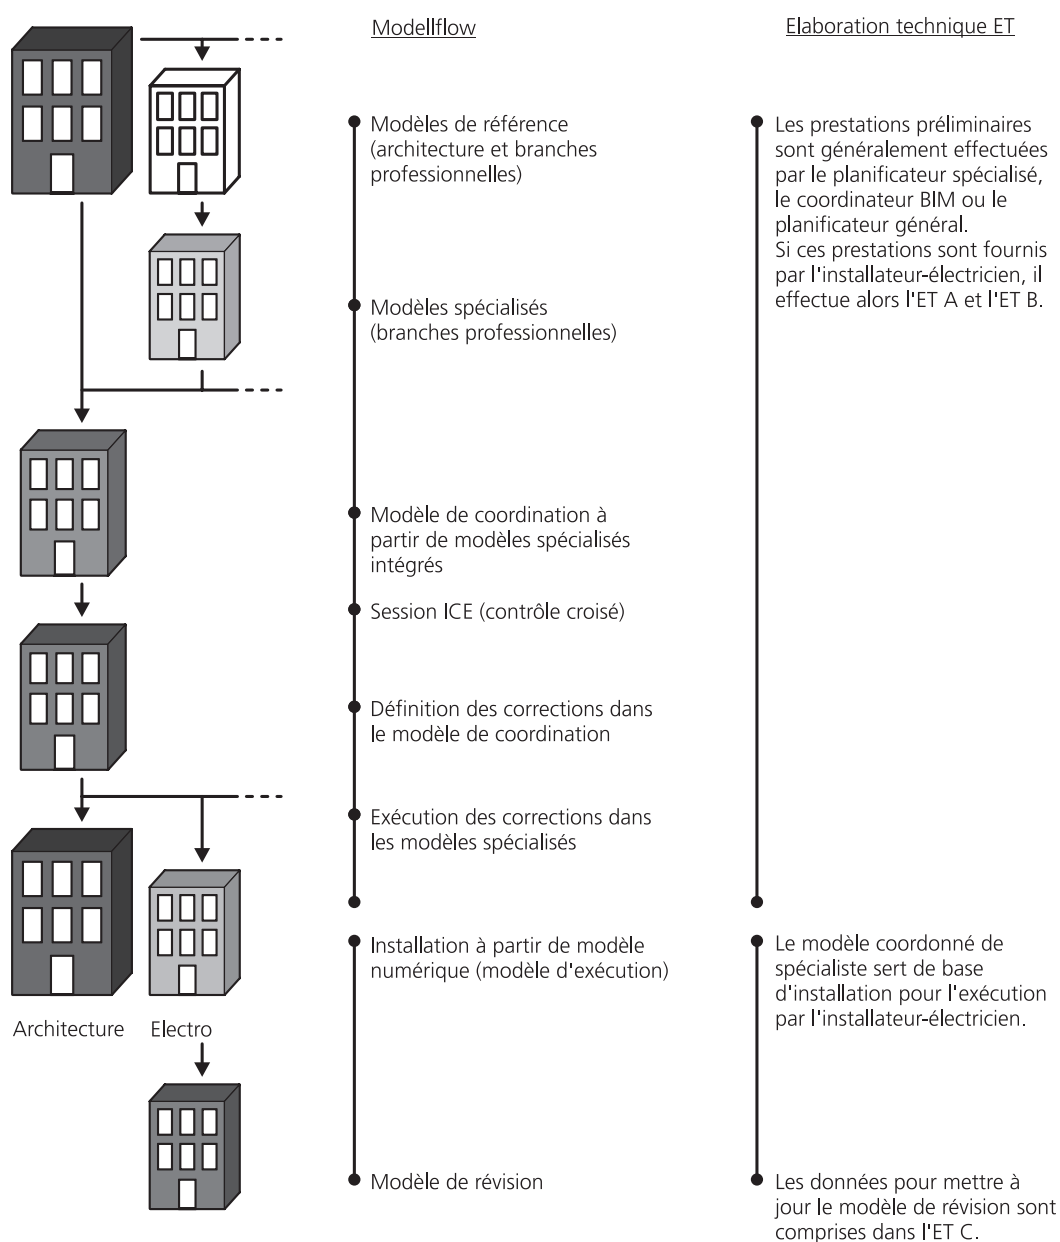 Modellflow
Elaboration technique ET
Modèles de référence
(architecture et branches
professionnelles)
Les prestations préliminaires
sont généralement effectuées
par le planificateur spécialisé,
le coordinateur BIM ou le
planificateur général.
Si ces prestations sont fournis
par l'installateur-électricien, il
effectue alors l'ET A et l'ET B.
Modèles spécialisés
(branches professionnelles)
Modèle de coordination à
partir de modèles spécialisés
intégrés
Session ICE (contrôle croisé)
Définition des corrections dans
le modèle de coordination
Exécution des corrections dans
les modèles spécialisés
Installation à partir de modèle
numérique (modèle d'exécution)
Le modèle coordonné de
spécialiste sert de base
d'installation pour l'exécution
par l'installateur-électricien.
Architecture
Electro
Modèle de révision
Les données pour mettre à
jour le modèle de révision sont
comprises dans l'ET C.